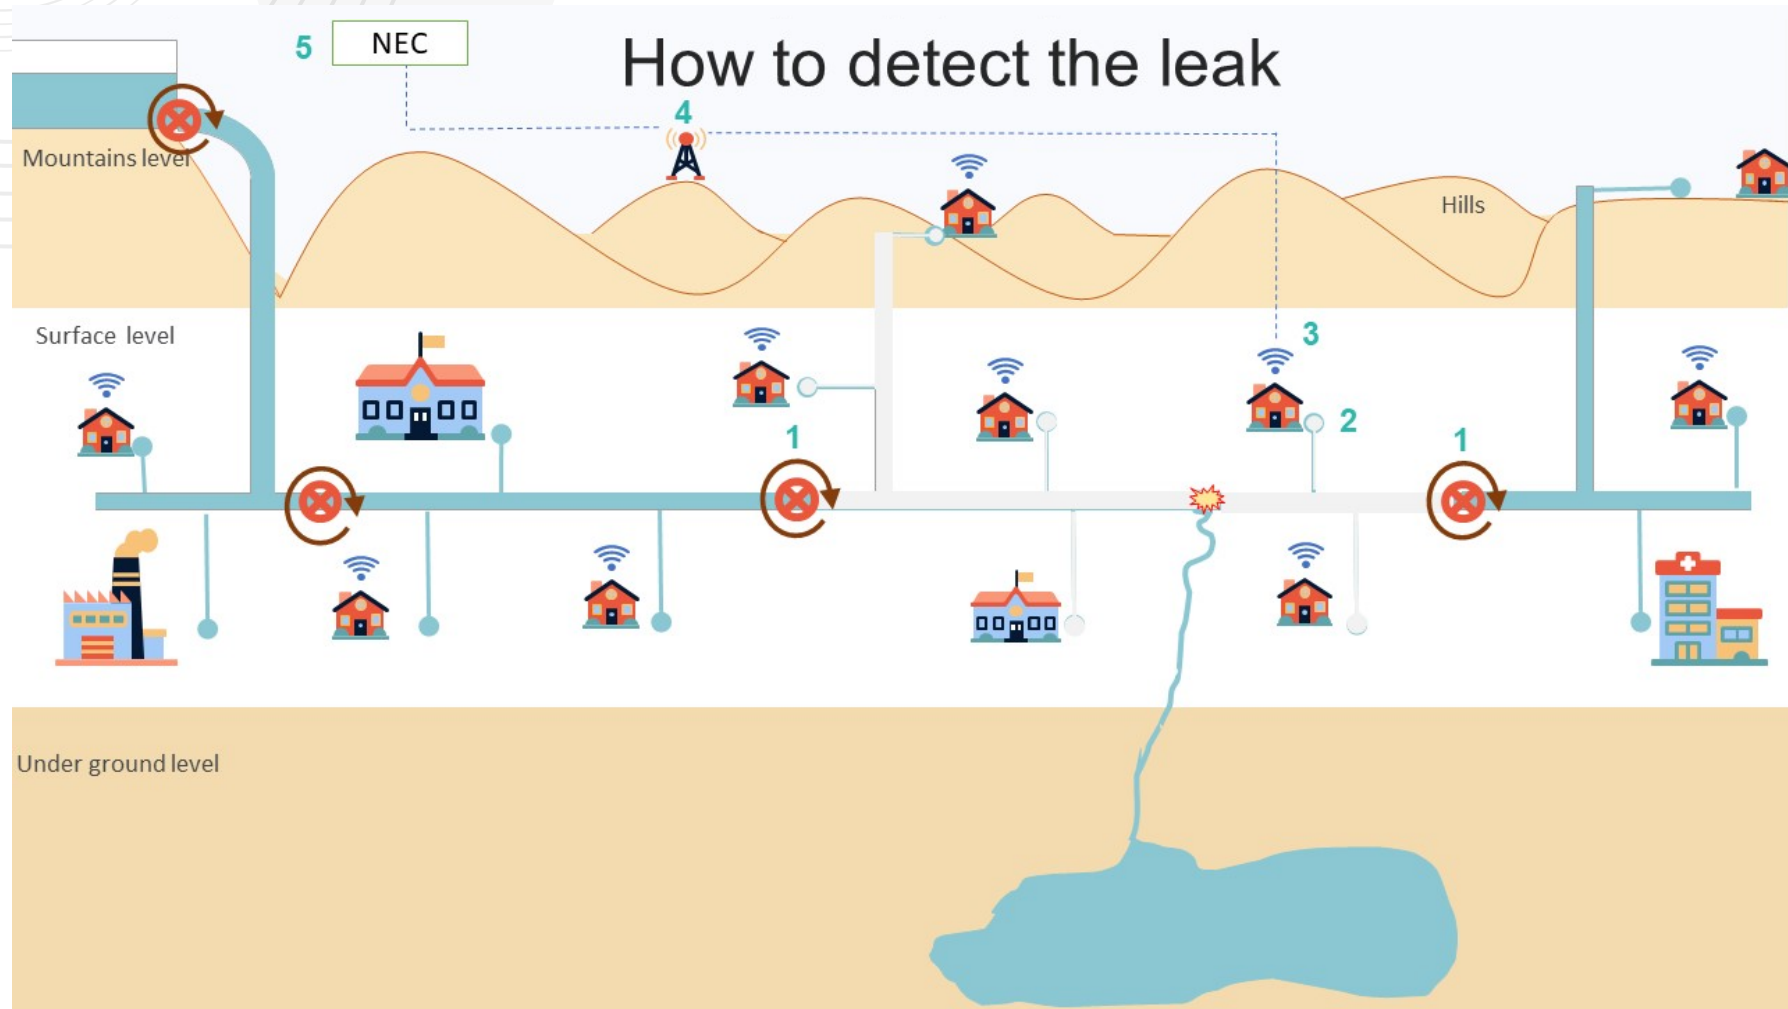 5
NEC
How to detect the leak
4
Mountains level
Hills
Surface level
3
2
1
1
Under ground level